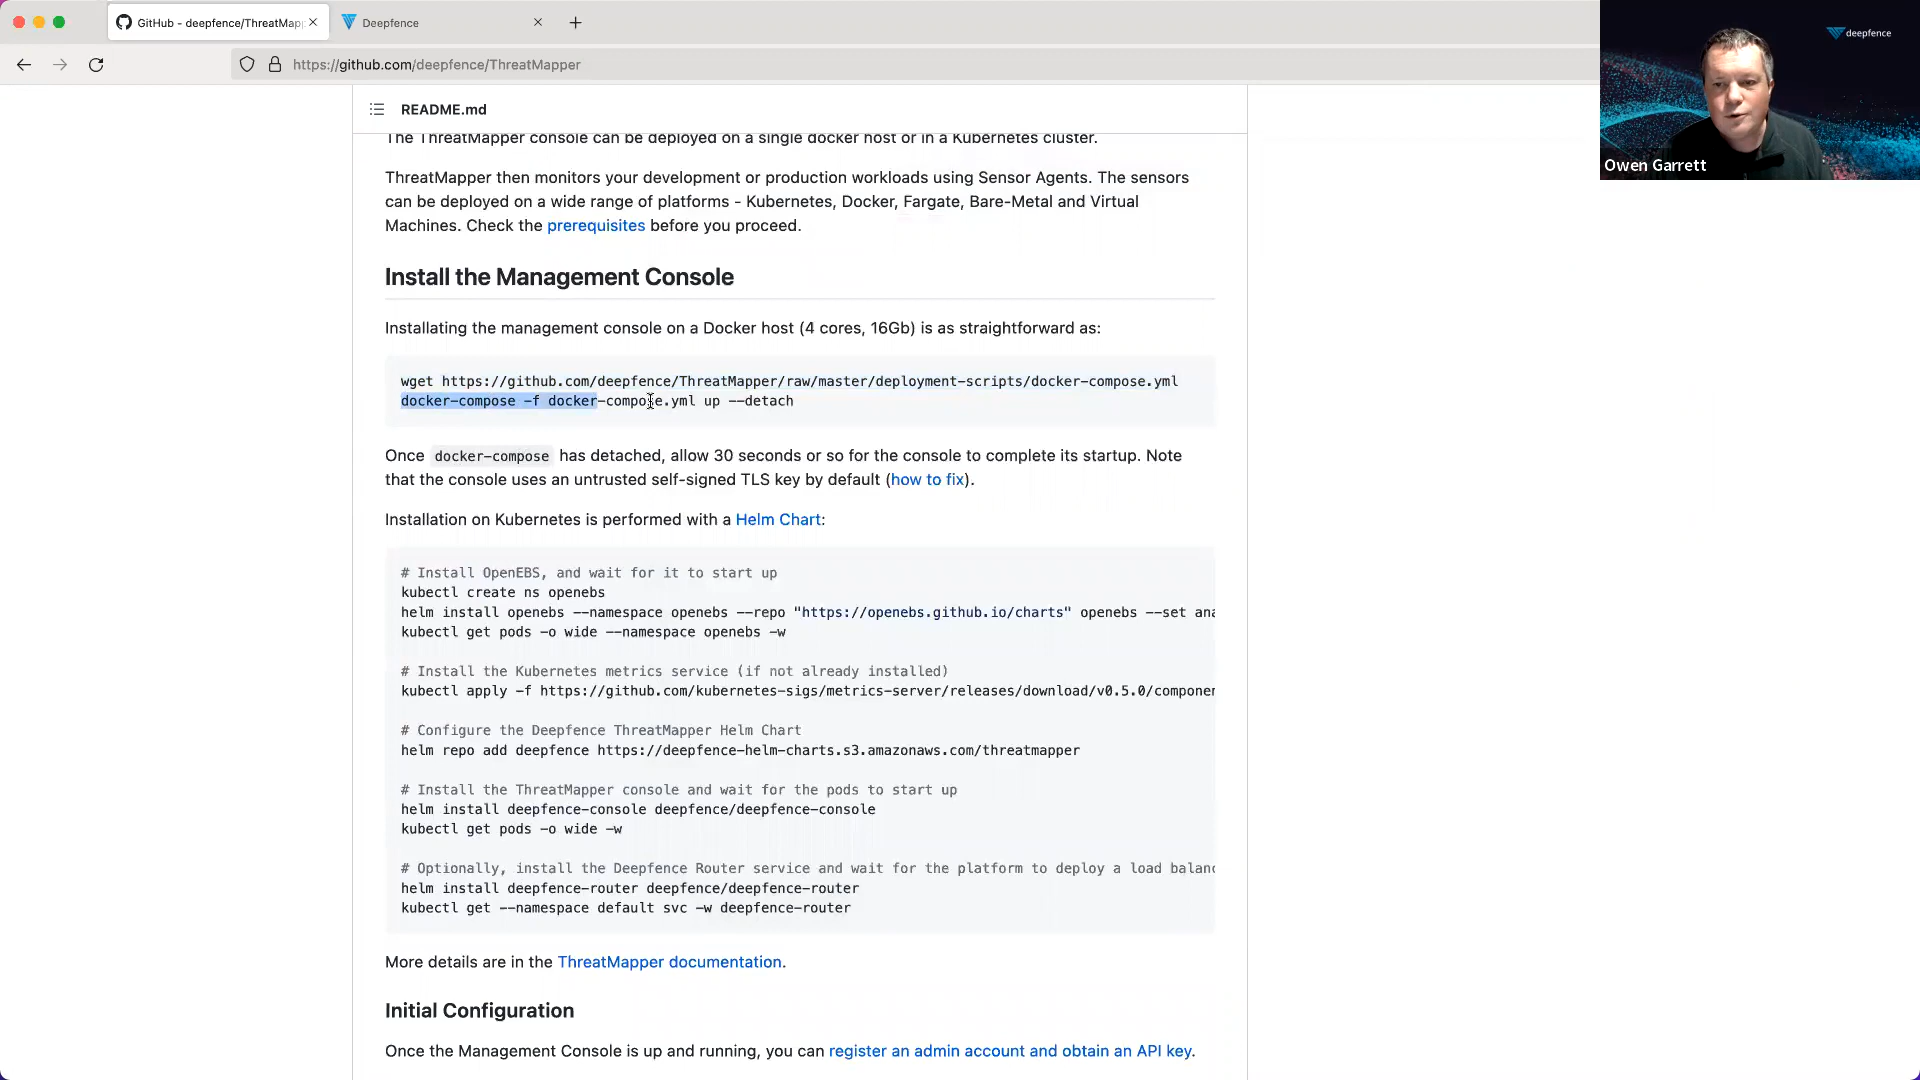 GitHub - deepfence/ThreatMapp
Deepfence
https://github.com/deepfence/ThreatMapper
deepfence
Owen Garrett
README.md
The ThreatMapper console can be deployed on a single docker host or in a Kubernetes cluster.
ThreatMapper then monitors your development or production workloads using Sensor Agents. The sensors
can be deployed on a wide range of platforms - Kubernetes, Docker, Fargate, Bare-Metal and Virtual
Machines. Check the prerequisites before you proceed.
Install the Management Console
Installing the management console on a Docker host (4 cores, 16Gb) is as straightforward as:
wget https://github.com/deepfence/ThreatMapper/raw/master/deployment-scripts/docker-compose.yml
docker-compose -f docker-compose.yml up --detach
Once docker-compose has detached, allow 30 seconds or so for the console to complete its startup. Note
that the console uses an untrusted self-signed TLS key by default (how to fix).
Installation on Kubernetes is performed with a Helm Chart:
# Install OpenEBS, and wait for it to start up
kubectl create ns openebs
helm install openebs --namespace openebs --repo "https://openebs.github.io/charts" openebs --set ana
kubectl get pods -o wide --namespace openebs -w
# Install the Kubernetes metrics service (if not already installed)
kubectl apply -f https://github.com/kubernetes-sigs/metrics-server/releases/download/v0.5.0/componen
# Configure the Deepfence ThreatMapper Helm Chart
helm repo add deepfence https://deepfence-helm-charts.s3.amazonaws.com/threatmapper
# Install the ThreatMapper console and wait for the pods to start up
helm install deepfence-console deepfence/deepfence-console
kubectl get pods -o wide -w
# Optionally, install the Deepfence Router service and wait for the platform to deploy a load balanc
helm install deepfence-router deepfence/deepfence-router
kubectl get --namespace default svc -w deepfence-router
More details are in the ThreatMapper documentation.
Initial Configuration
Once the Management Console is up and running, you can register an admin account and obtain an API key.